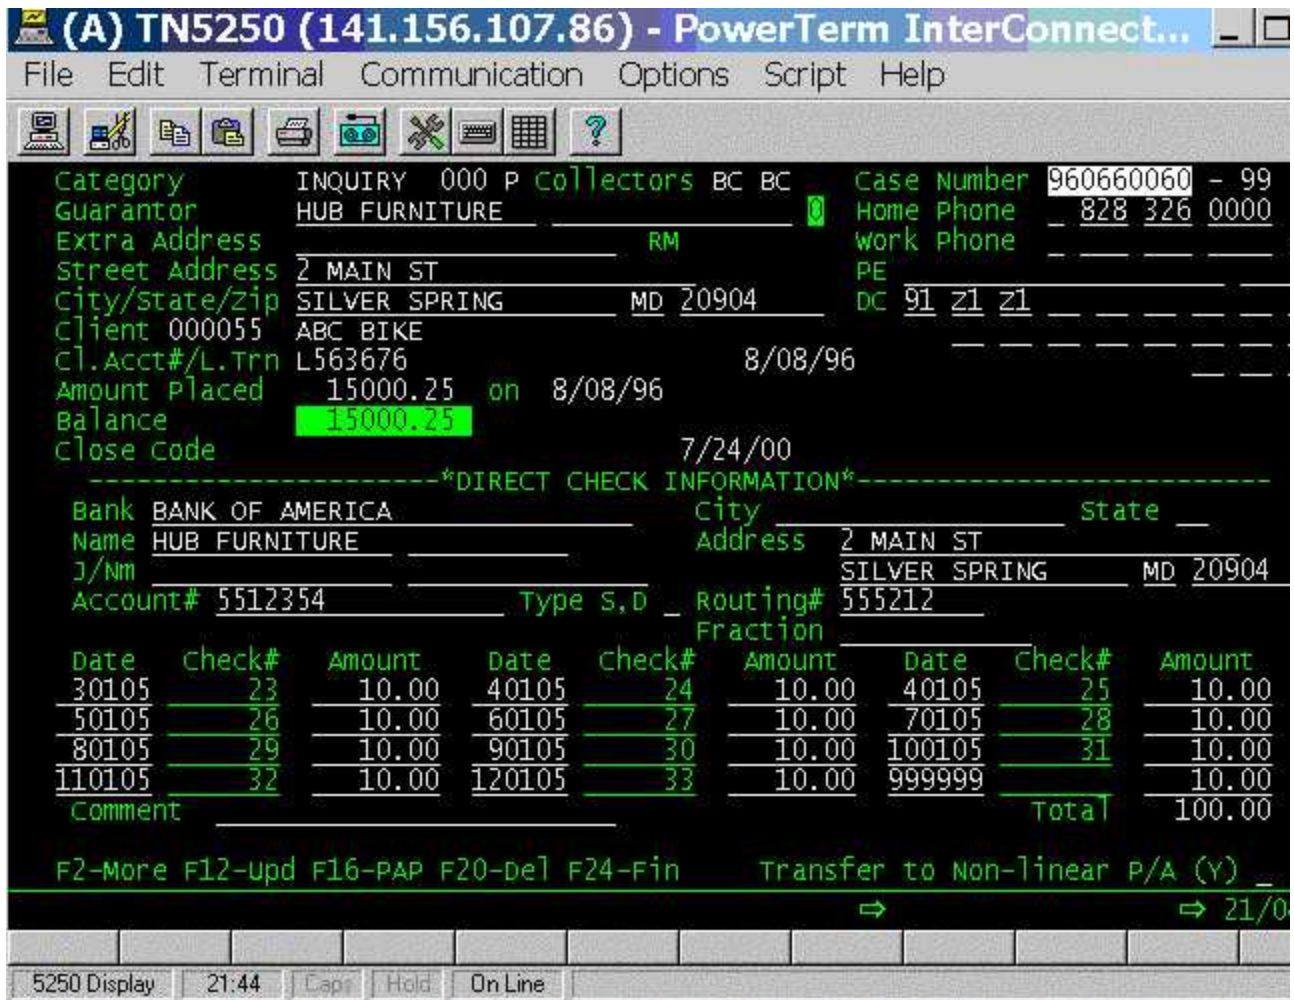 (A) TN5250 (141.156.107.86) - PowerTerm InterConnect...
File Edit Terminal Communication Options Script Help
Category INQUIRY 000 P Collectors BC BC Case Number 960660060 - 99
Guarantor HUB FURNITURE 0 Home Phone 828 326 0000
Extra Address RM Work Phone
Street Address 2 MAIN ST PE
City/State/Zip SILVER SPRING MD 20904 DC 91 Z1 Z1
Client 000055 ABC BIKE
Cl.Acct#/L.Trn L563676 8/08/96
Amount Placed 15000.25 on 8/08/96
Balance 15000.25
Close Code 7/24/00
*DIRECT CHECK INFORMATION*
Bank BANK OF AMERICA City State
Name HUB FURNITURE Address 2 MAIN ST
J/Nm SILVER SPRING MD 20904
Account# 5512354 Type S,D Routing# 555212
Fraction
Date Check# Amount Date Check# Amount Date Check# Amount
30105 23 10.00 40105 24 10.00 40105 25 10.00
50105 26 10.00 60105 27 10.00 70105 28 10.00
80105 29 10.00 90105 30 10.00 100105 31 10.00
110105 32 10.00 120105 33 10.00 999999 10.00
Comment Total 100.00
F2-More F12-Upd F16-PAP F20-Del F24-Fin Transfer to Non-linear P/A (Y)
5250 Display 21:44 Caps Hold On Line